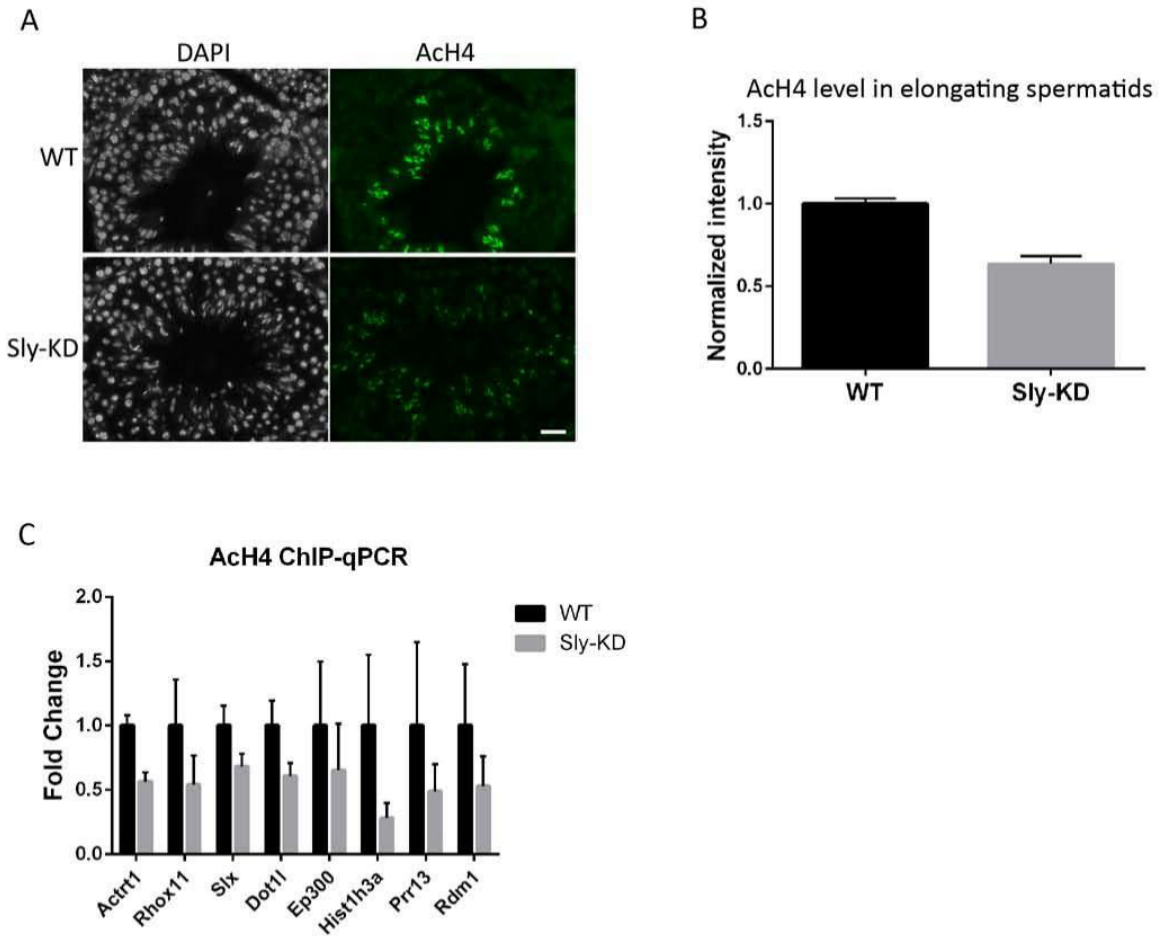 A
DAPI
AcH4
WT
Sly-KD
B
AcH4 level in elongating spermatids
Normalized intensity
1.5
1.0
0.5
0.0
WT
Sly-KD
C
AcH4 ChIP-qPCR
Fold Change
2.0
1.5
1.0
0.5
0.0
WT
Sly-KD
Actrt1
Rhox11
Slx
Dot1l
Ep300
Hist1h3a
Prr13
Rdm1